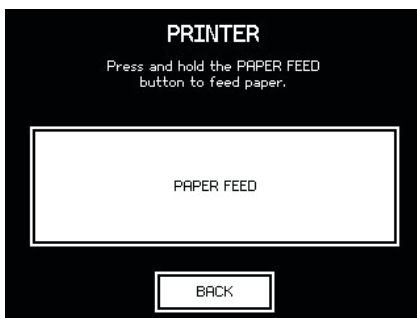 PRINTER
Press and hold the PAPER FEED
button to feed paper.
PAPER FEED
BACK